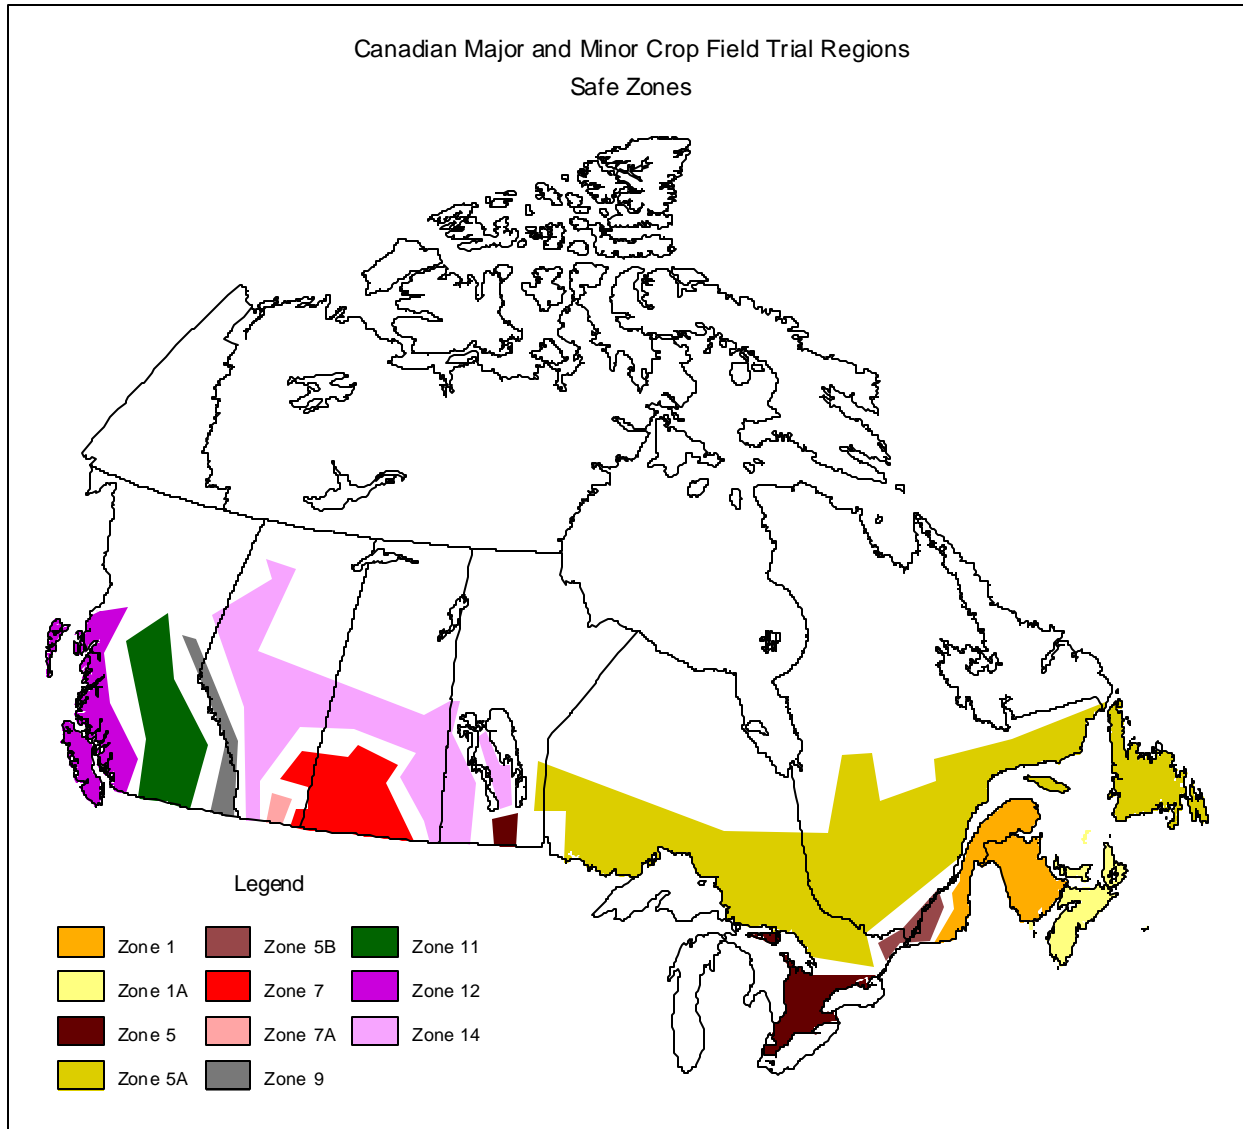 Canadian Major and Minor Crop Field Trial Regions
Safe Zones
Legend
Zone 1
Zone 1A
Zone 5
Zone 5A
Zone 5B
Zone 7
Zone 7A
Zone 9
Zone 11
Zone 12
Zone 14